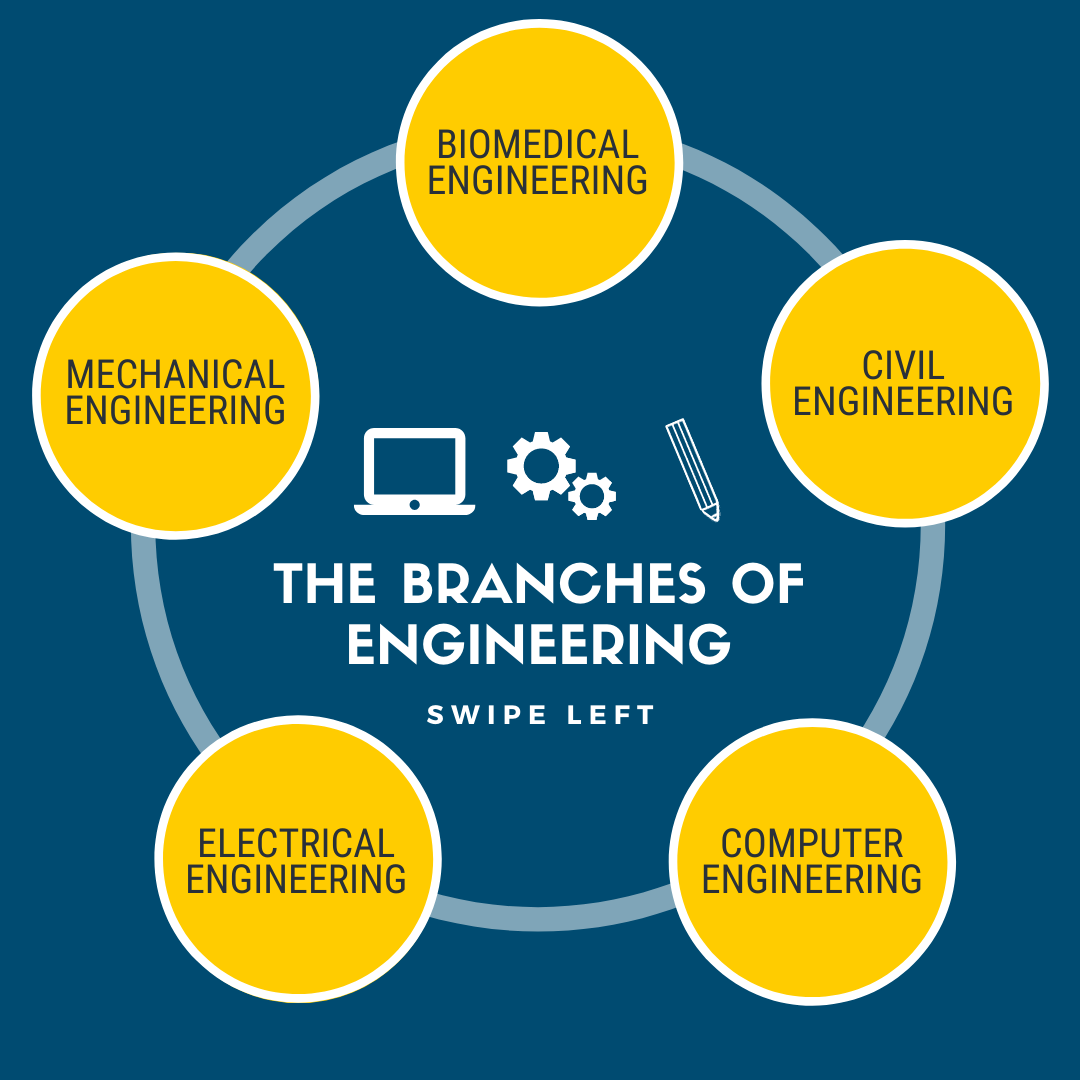 BIOMEDICAL
ENGINEERING
CIVIL
ENGINEERING
MECHANICAL
ENGINEERING
THE BRANCHES OF
ENGINEERING
SWIPE LEFT
ELECTRICAL
ENGINEERING
COMPUTER
ENGINEERING